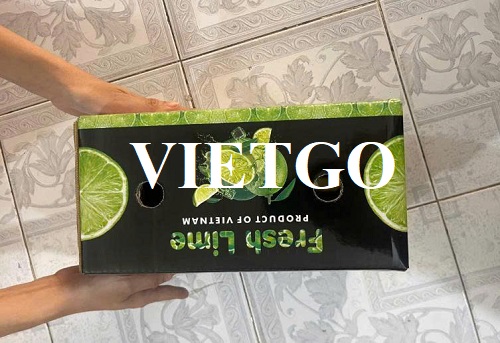 VIETGO
Fresh Lime
PRODUCT OF VIETNAM